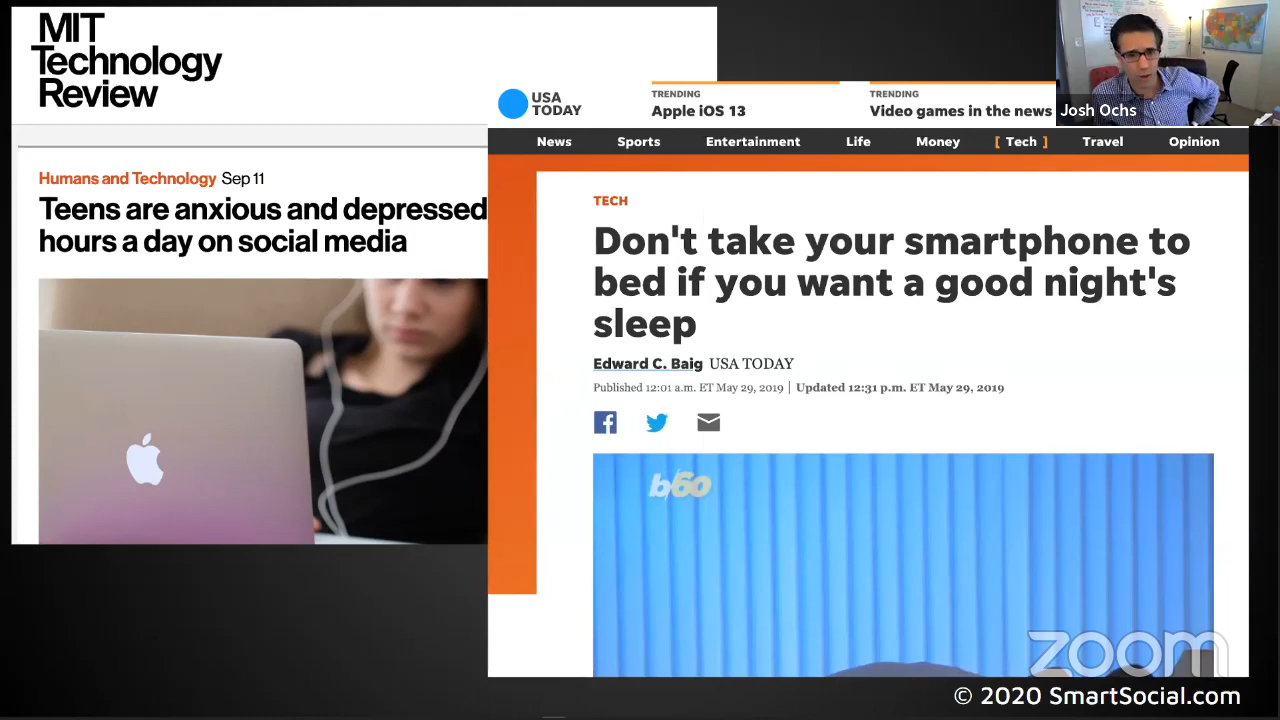 MIT
Technology
Review
Humans and Technology Sep 11
Teens are anxious and depressed
hours a day on social media
USA
TODAY
TRENDING
Apple iOS 13
TRENDING
Video games in the news
Josh Ochs
News Sports Entertainment Life Money [ Tech ] Travel Opinion
TECH
Don't take your smartphone to
bed if you want a good night's
sleep
Edward C. Baig USA TODAY
Published 12:01 a.m. ET May 29, 2019 | Updated 12:31 p.m. ET May 29, 2019
b/60
zoom
© 2020 SmartSocial.com